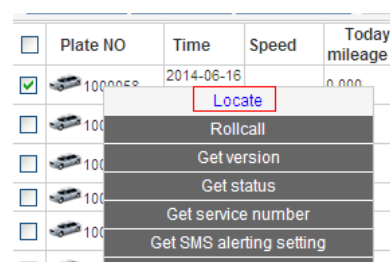 Plate NO Time Speed Today mileage
2014-06-16
1000058 0.000
Locate
Rollcall
Get version
Get status
Get service number
Get SMS alerting setting